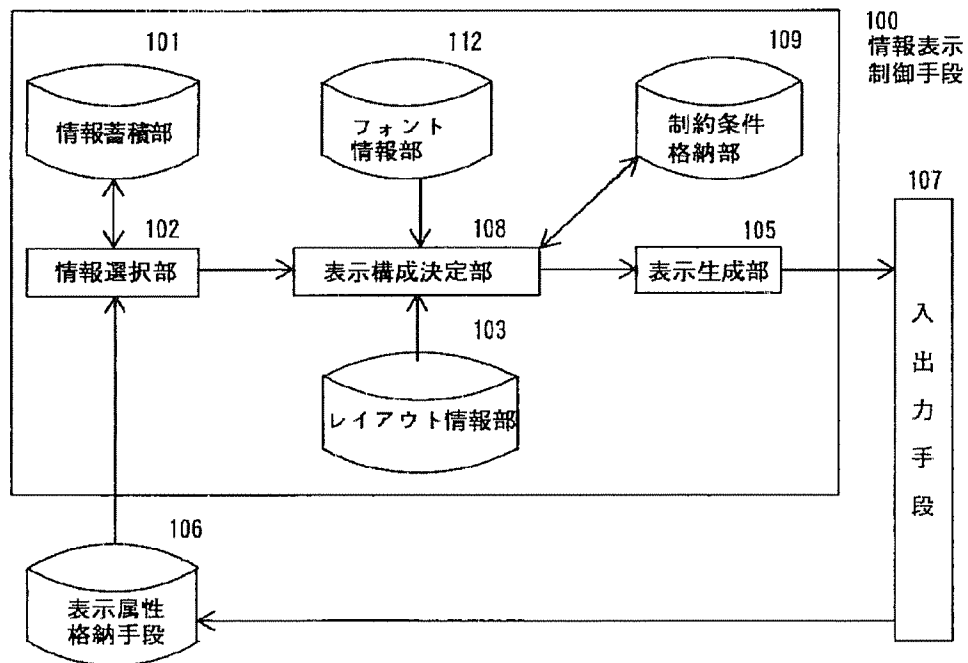 100
情報表示
制御手段
101
情報蓄積部
112
フォント
情報部
109
制約条件
格納部
107
入出力手段
102
情報選択部
108
表示構成決定部
105
表示生成部
103
レイアウト情報部
106
表示属性
格納手段